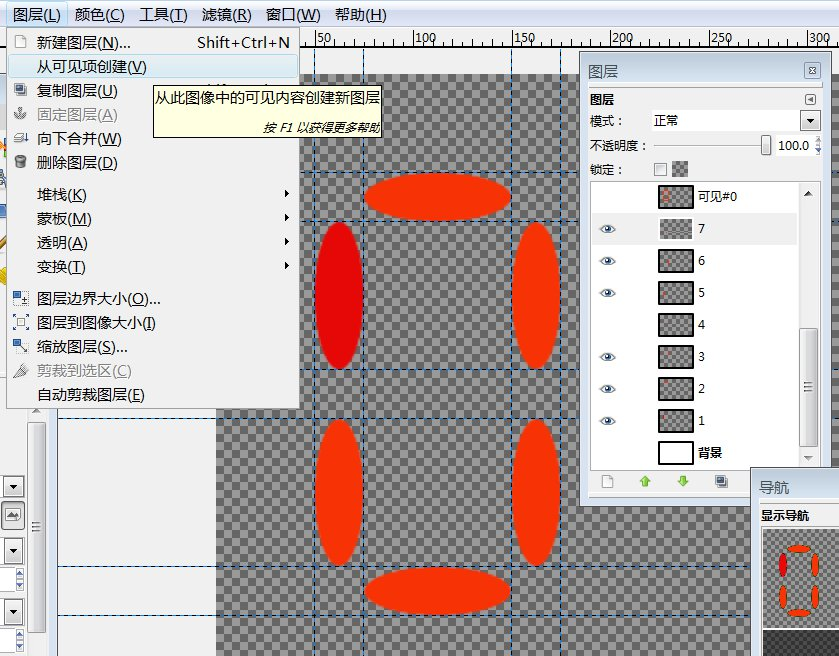 图层(L) 颜色(C) 工具(T) 滤镜(R) 窗口(W) 帮助(H)
新建图层(N)... Shift+Ctrl+N
从可见项创建(V)
复制图层(U)
固定图层(A)
向下合并(W)
删除图层(D)
堆栈(K)
蒙板(M)
透明(A)
变换(T)
图层边界大小(O)...
图层到图像大小(I)
缩放图层(S)...
剪裁到选区(C)
自动剪裁图层(E)
从此图像中的可见内容创建新图层
按 F1 以获得更多帮助
50 100 150 200 250 300
图层
图层
模式： 正常
不透明度： 100.0
锁定：
可见#0
7
6
5
4
3
2
1
背景
导航
显示导航